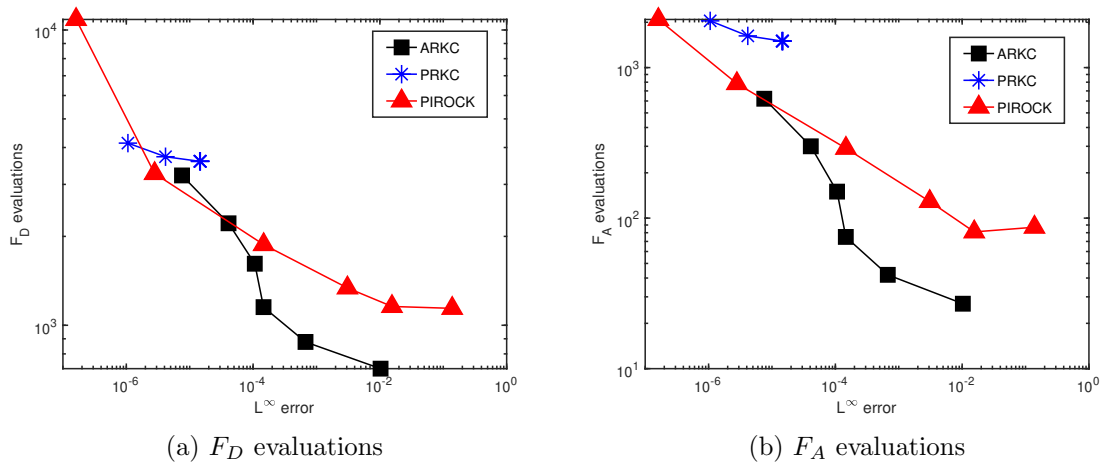 10^4
10^3
F_D evaluations
10^-6
10^-4
10^-2
10^0
L^∞ error
ARKC
PRKC
PIROCK
(a) F_D evaluations
10^3
10^2
10^1
F_A evaluations
10^-6
10^-4
10^-2
10^0
L^∞ error
ARKC
PRKC
PIROCK
(b) F_A evaluations